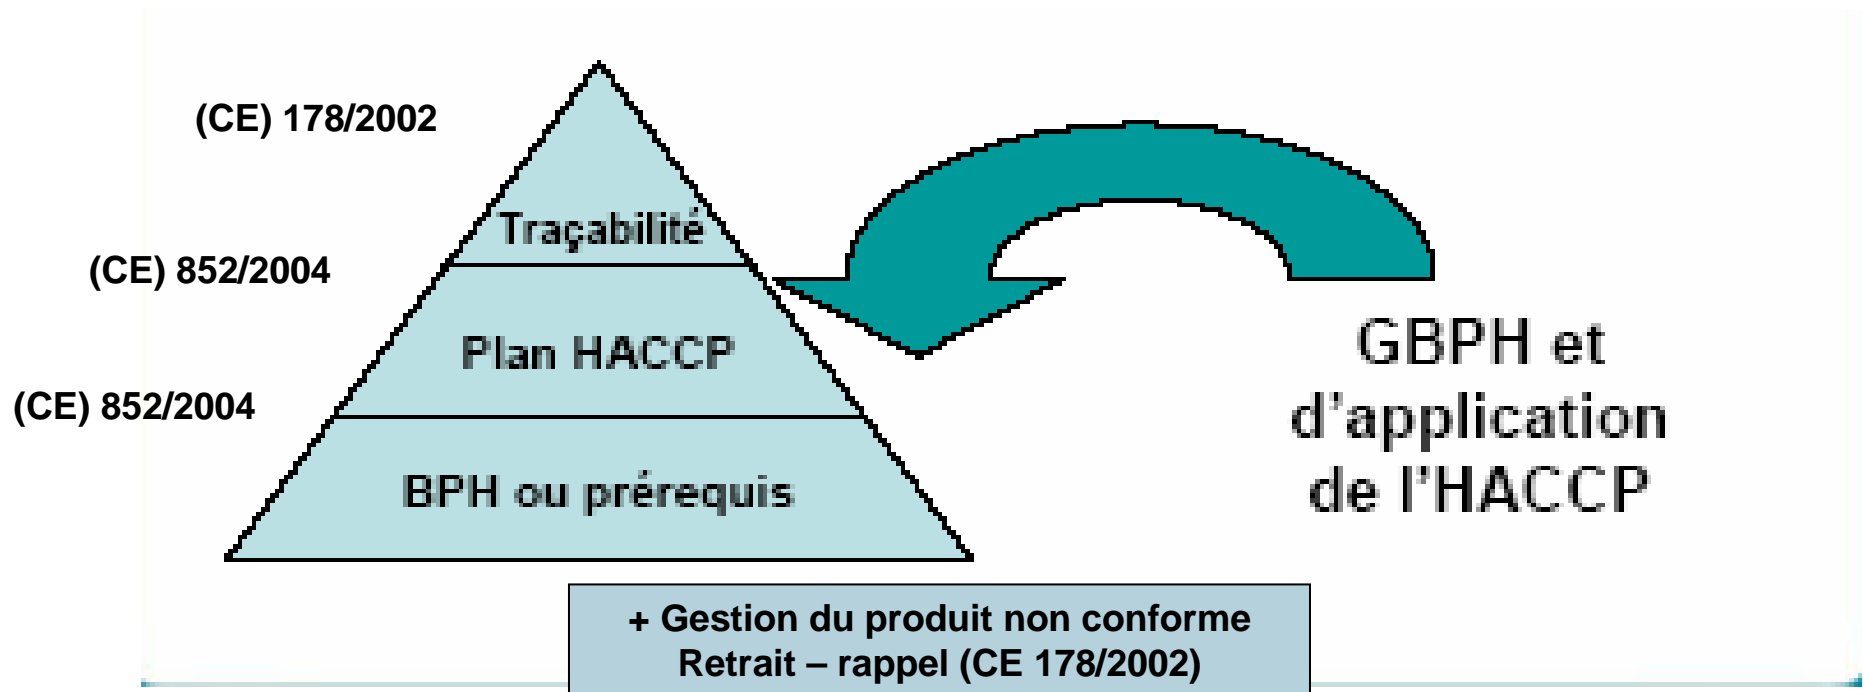 (CE) 178/2002
Traçabilité
(CE) 852/2004
Plan HACCP
(CE) 852/2004
BPH ou prérequis
GBPH et
d'application
de l'HACCP
+ Gestion du produit non conforme
Retrait – rappel (CE 178/2002)